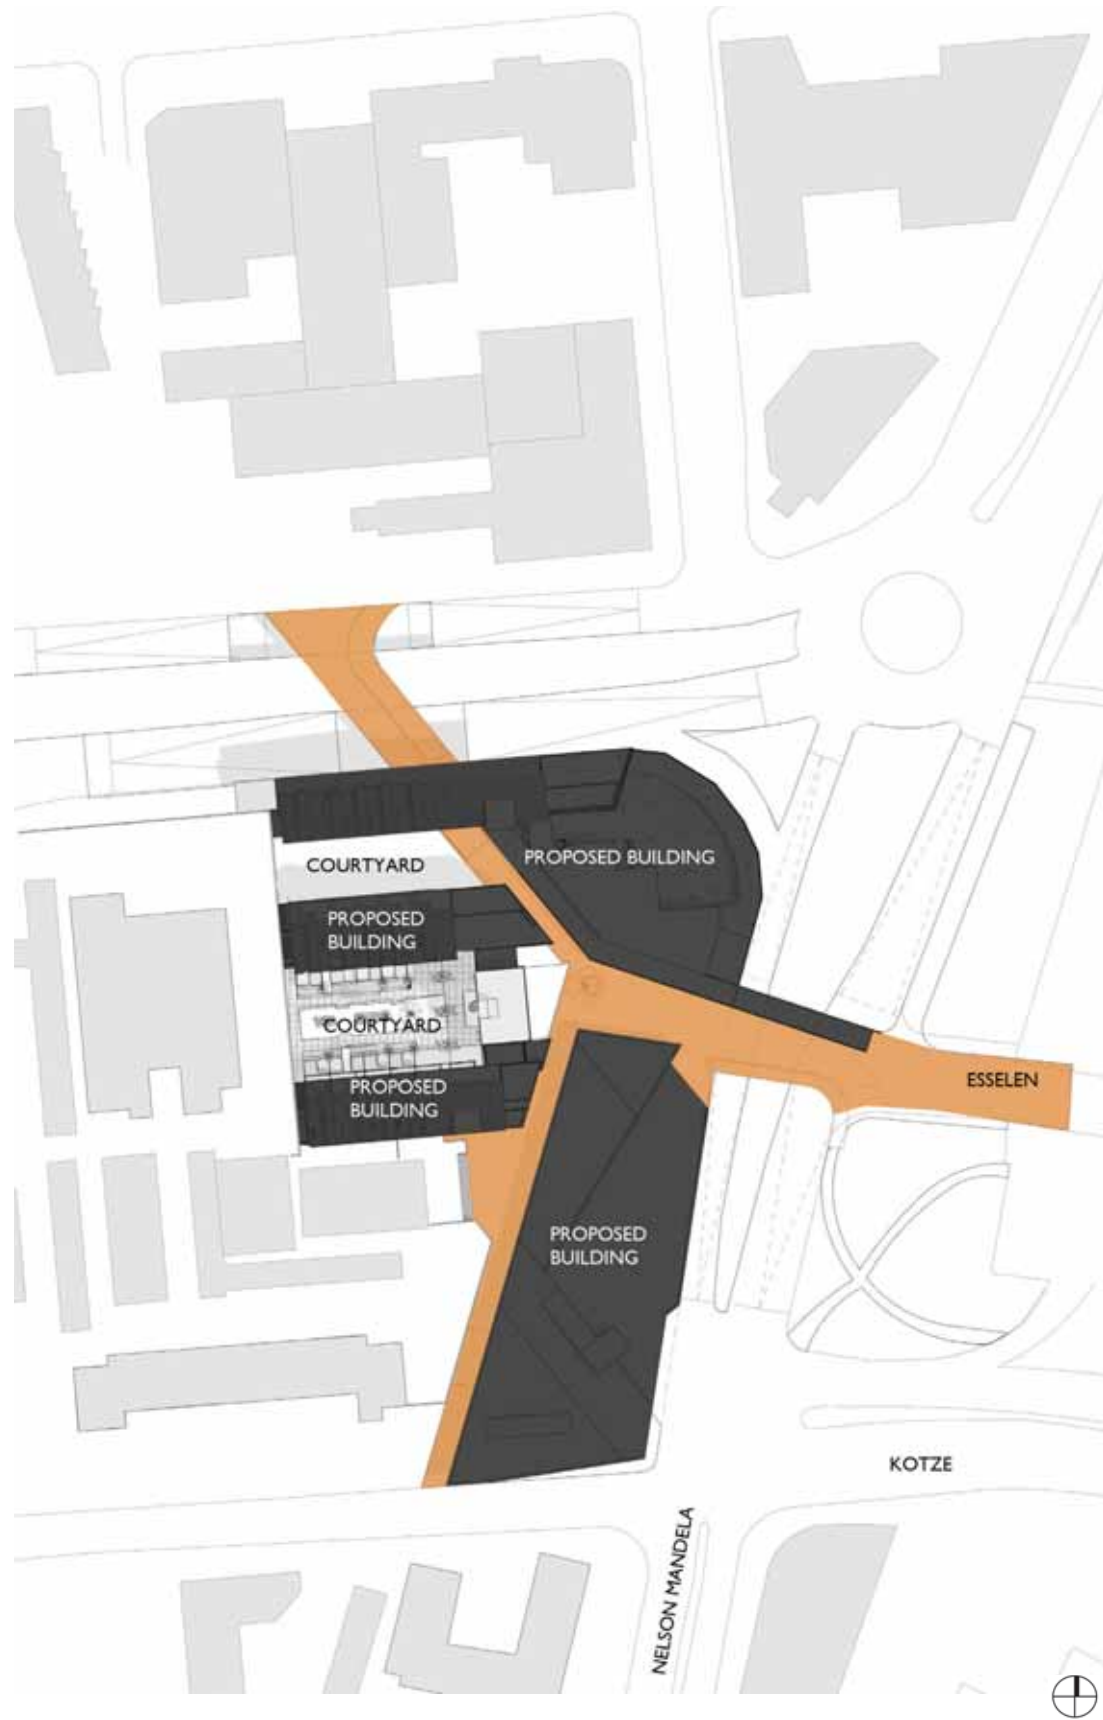 PROPOSED BUILDING
COURTYARD
PROPOSED
BUILDING
COURTYARD
PROPOSED
BUILDING
ESSELEN
PROPOSED
BUILDING
KOTZE
NELSON MANDELA